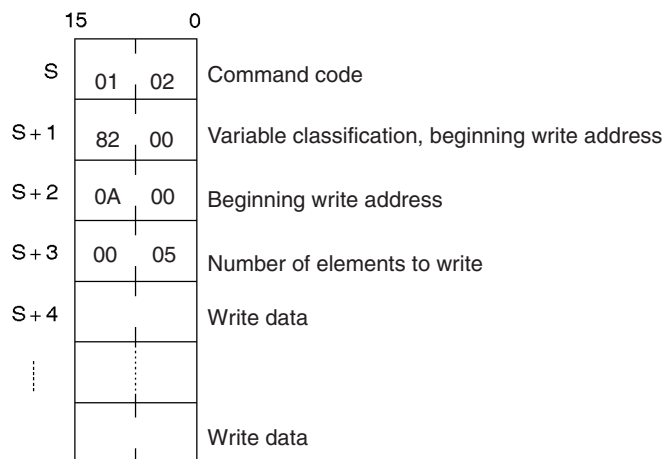 15 0
S 01 02 Command code
S + 1 82 00 Variable classification, beginning write address
S + 2 0A 00 Beginning write address
S + 3 00 05 Number of elements to write
S + 4 Write data
Write data